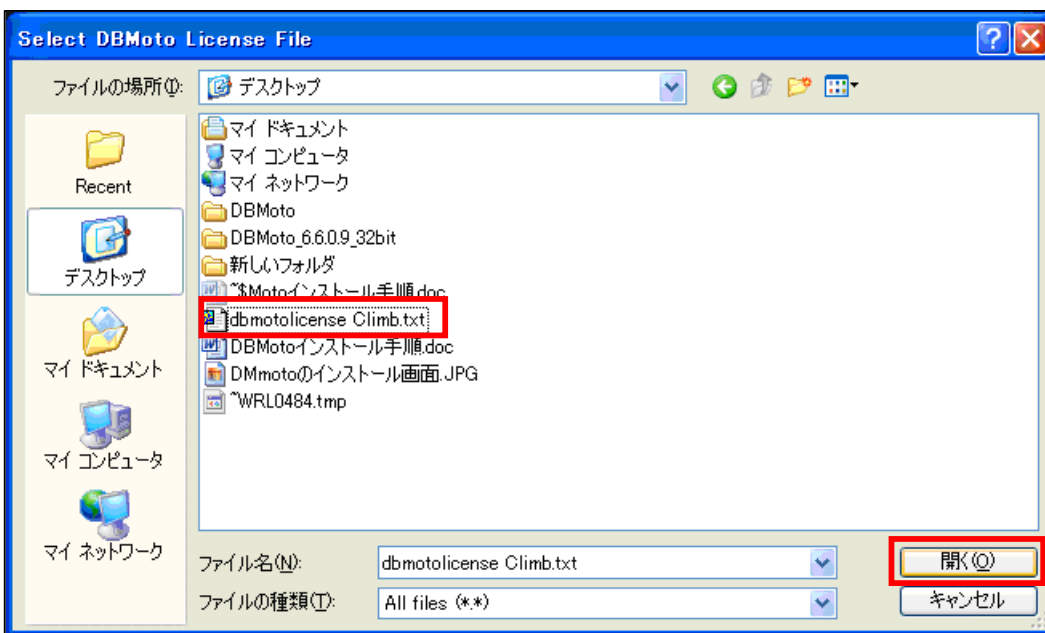 Select DBMoto License File
ファイルの場所(I):
デスクトップ
マイ ドキュメント
マイ コンピュータ
マイ ネットワーク
DBMoto
DBMoto_6.6.0.9_32bit
新しいフォルダ
~$Motoインストール手順.doc
dbmotolicense Climb.txt
DBMotoインストール手順.doc
DMmotoのインストール画面.JPG
~WRL0484.tmp
Recent
デスクトップ
マイ ドキュメント
マイ コンピュータ
マイ ネットワーク
ファイル名(N):
dbmotolicense Climb.txt
開く(O)
ファイルの種類(T):
All files (*.*)
キャンセル